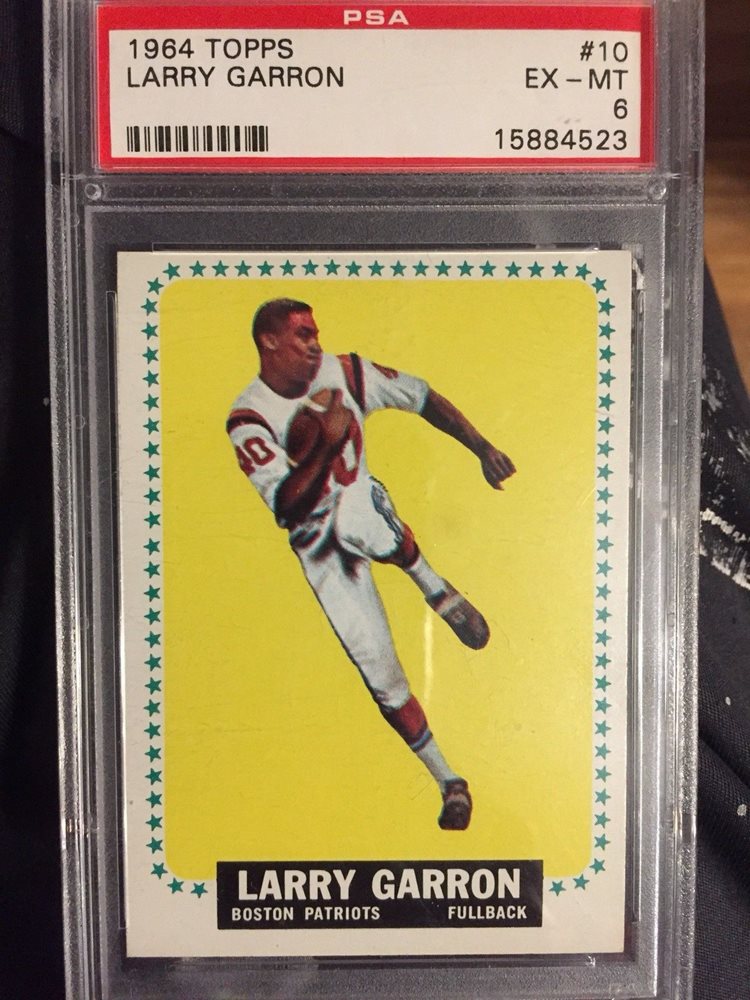 PSA
1964 TOPPS #10
LARRY GARRON EX-MT
6
15884523
40
LARRY GARRON
BOSTON PATRIOTS FULLBACK